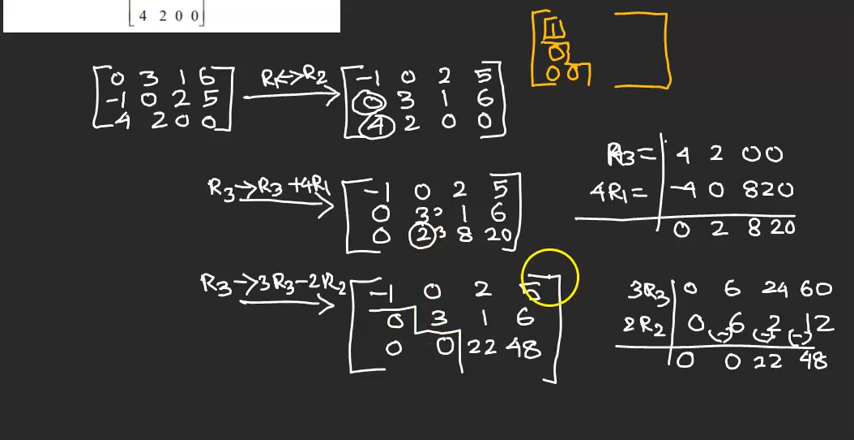 4 2 0 0
1
0
0 0
0 3 1 6
-1 0 2 5
4 2 0 0
R1<->R2
-1 0 2 5
0 3 1 6
4 2 0 0
R3 -> R3 + 4R1
-1 0 2 5
0 3 1 6
0 2 8 20
R3 = 4 2 0 0
4R1 = -4 0 8 20
0 2 8 20
R3 -> 3R3 - 2R2
-1 0 2 5
0 3 1 6
0 0 22 48
3R3 0 6 24 60
2R2 0 6 2 12
(-) (-) (-)
0 0 22 48